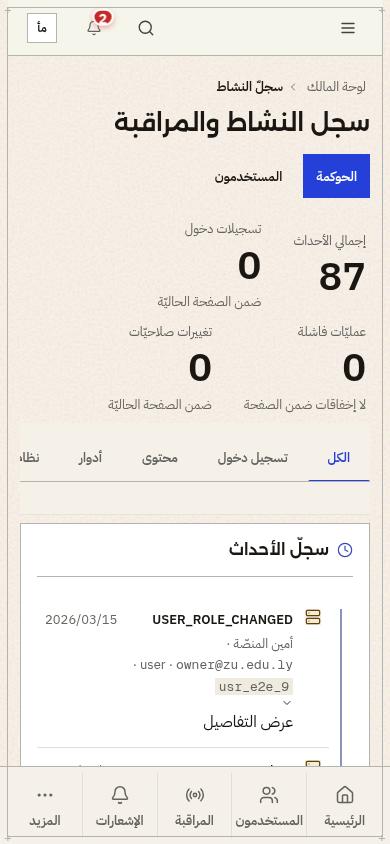 2
مأ
لوحة المالك › سجلّ النشاط
سجل النشاط والمراقبة
الحوكمة
المستخدمون
إجمالي الأحداث
87
تسجيلات دخول
0
ضمن الصفحة الحاليّة
عمليّات فاشلة
0
لا إخفاقات ضمن الصفحة
تغييرات صلاحيّات
0
ضمن الصفحة الحاليّة
الكل
تسجيل دخول
محتوى
أدوار
نظا
سجلّ الأحداث
USER_ROLE_CHANGED
2026/03/15
أمين المنصّة ·
owner@zu.edu.ly · user ·
usr_e2e_9
عرض التفاصيل
الرئيسية
المستخدمون
المراقبة
الإشعارات
المزيد